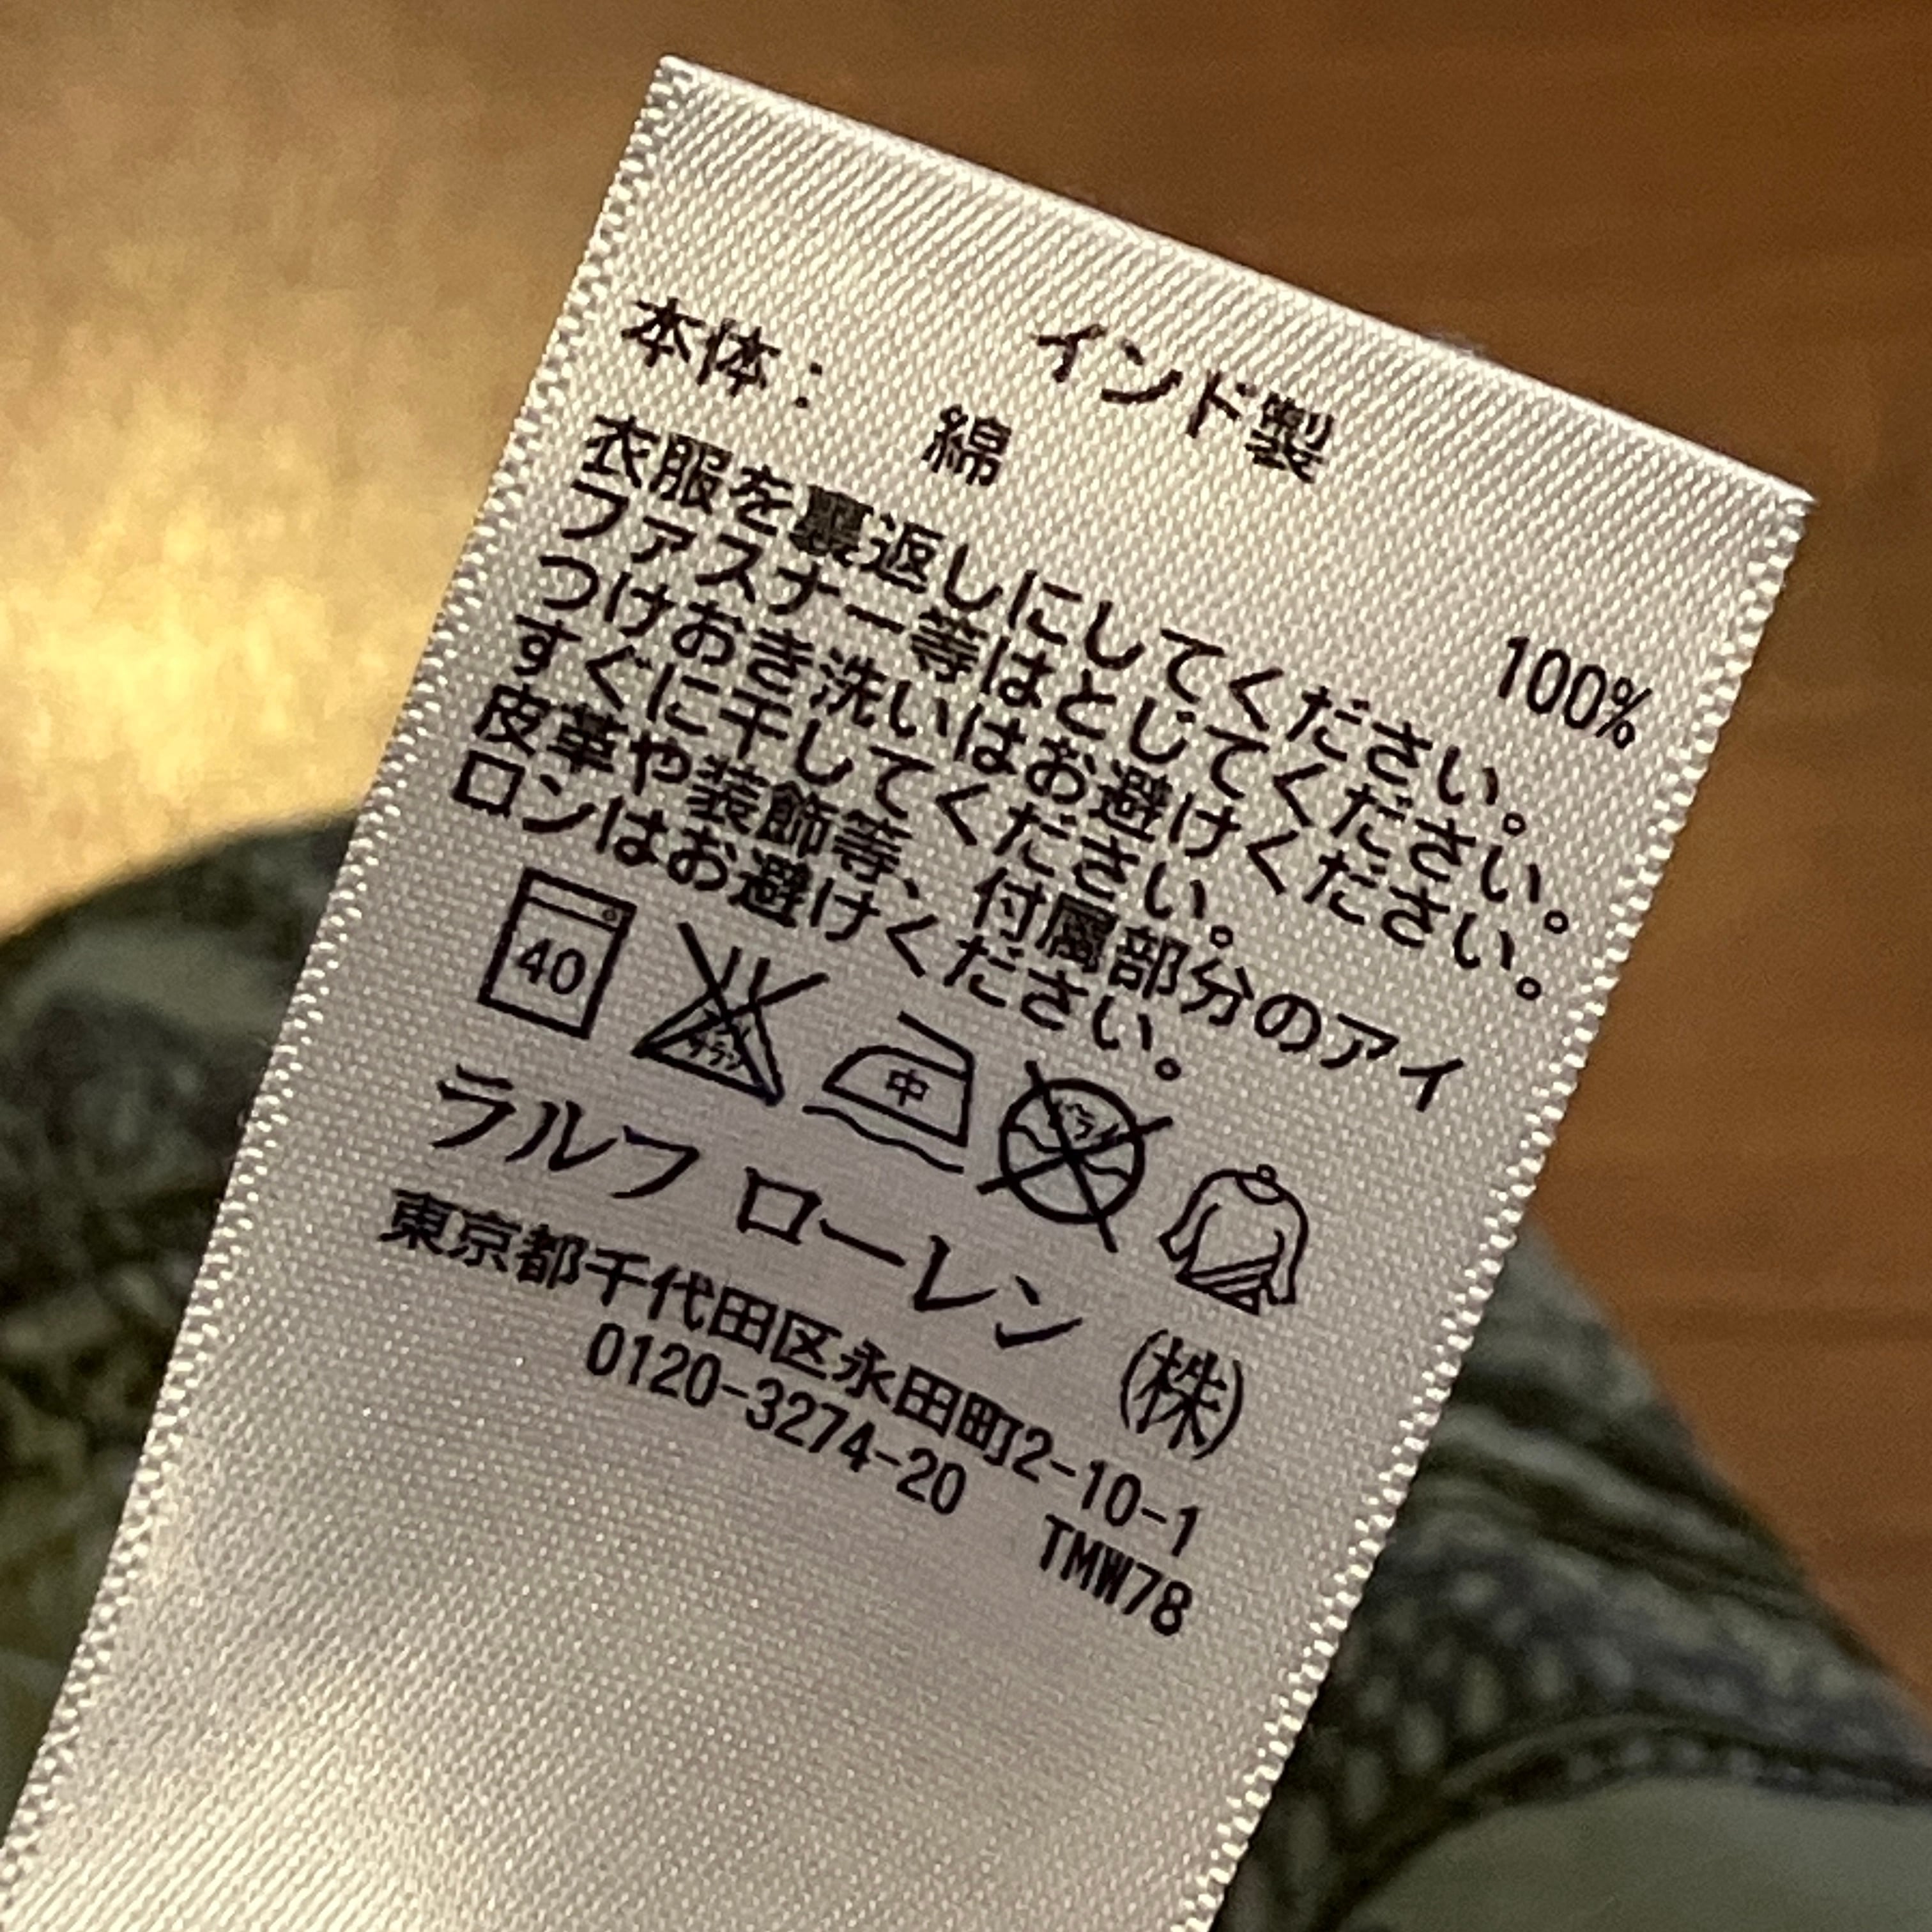 インド製
本体： 綿 100%
衣服を裏返しにしてください。
ファスナー等はとじてください。
つけおき洗いはお避けください。
すぐに干してください。
皮革や装飾等、付属部分のアイ
ロンはお避けください。
40
中
ラルフ ローレン (株)
東京都千代田区永田町2-10-1
0120-3274-20 TMW78